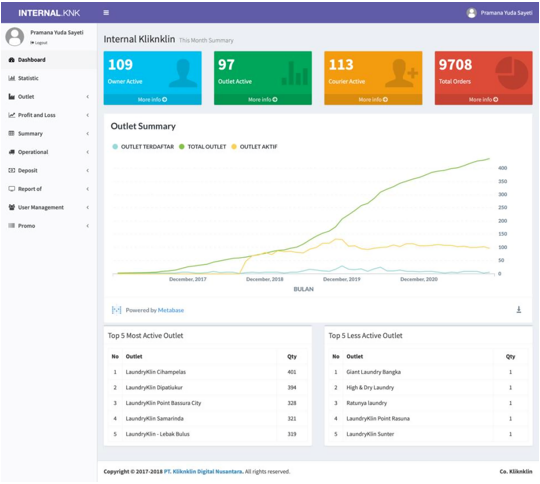 INTERNAL.KNK
Pramana Yuda Sayeti
Pramana Yuda Sayeti
Logout
Dashboard
Statistic
Outlet
Profit and Loss
Summary
Operational
Deposit
Report of
User Management
Promo
Internal Kliknklin This Month Summary
109
Owner Active
More info
97
Outlet Active
More info
113
Courier Active
More info
9708
Total Orders
More info
Outlet Summary
OUTLET TERDAFTAR TOTAL OUTLET OUTLET AKTIF
400
350
300
250
200
150
100
50
0
December, 2017 December, 2018 December, 2019 December, 2020
BULAN
Powered by Metabase
Top 5 Most Active Outlet
No Outlet Qty
1 LaundryKlin Cihampelas 401
2 LaundryKlin Dipatiukur 394
3 LaundryKlin Point Bassura City 328
4 LaundryKlin Samarinda 321
5 LaundryKlin - Lebak Bulus 319
Top 5 Less Active Outlet
No Outlet Qty
1 Giant Laundry Bangka 1
2 High & Dry Laundry 1
3 Ratunya laundry 1
4 LaundryKlin Point Rasuna 1
5 LaundryKlin Sunter 1
Copyright © 2017-2018 PT. Kliknklin Digital Nusantara. All rights reserved.
Co. Kliknklin